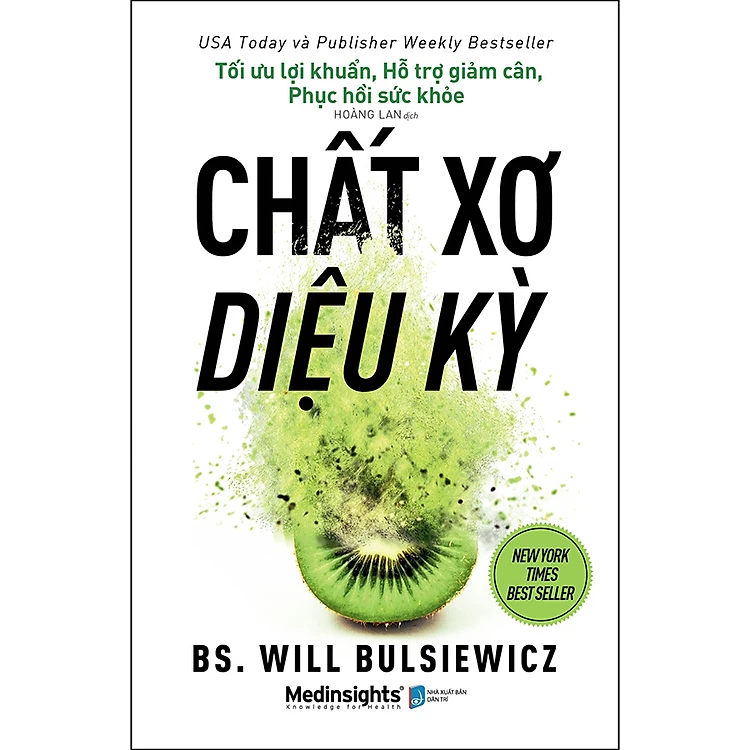 USA Today và Publisher Weekly Bestseller
Tối ưu lợi khuẩn, Hỗ trợ giảm cân,
Phục hồi sức khỏe
HOÀNG LAN dịch
CHẤT XƠ
DIỆU KỲ
NEW YORK
TIMES
BEST SELLER
BS. WILL BULSIEWICZ
Medinsights®
Knowledge for Health
NHÀ XUẤT BẢN
DÂN TRÍ